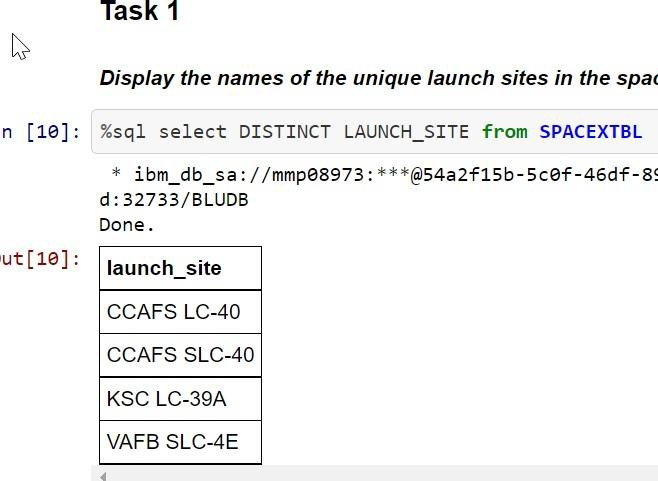 Task 1
Display the names of the unique launch sites in the
[10]:
%sql select DISTINCT LAUNCH_SITE from SPACEXTBL
* ibm_db_sa://mmp08973:***@54a2f15b-5c0f-46df-89
d:32733/BLUDB
Done.
[10]:
launch_site
CCAFS LC-40
CCAFS SLC-40
KSC LC-39A
VAFB SLC-4E